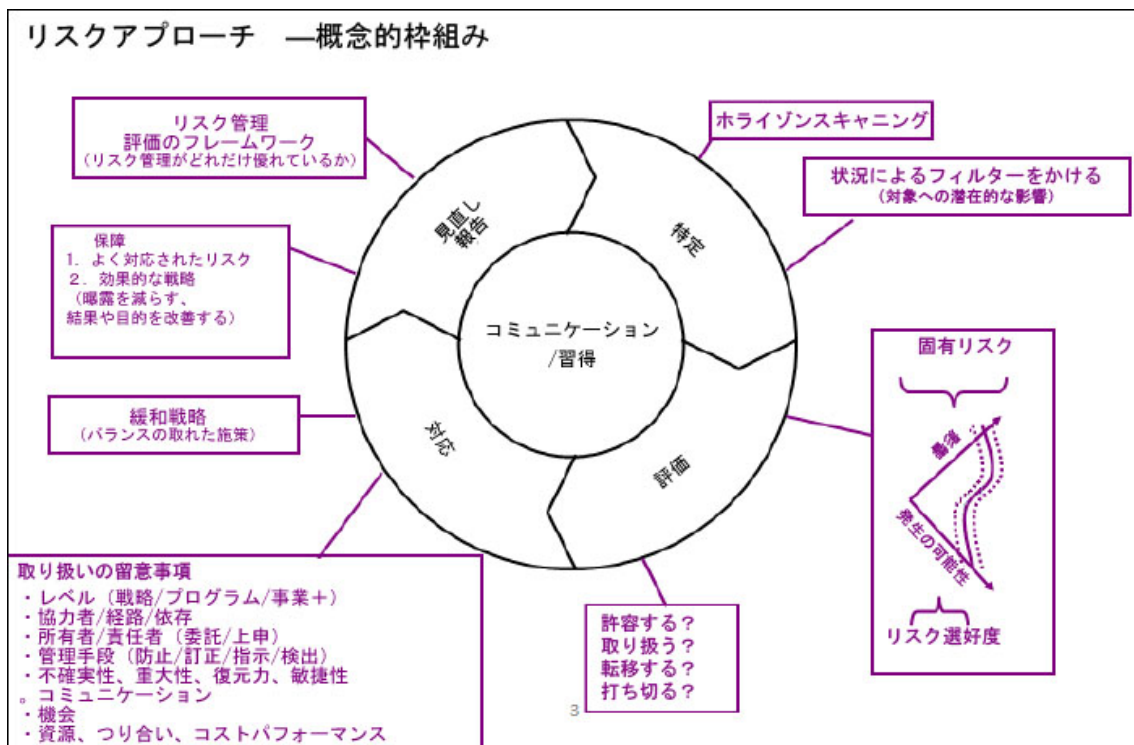 リスクアプローチ ―概念的枠組み
リスク管理
評価のフレームワーク
(リスク管理がどれだけ優れているか)
ホライゾンスキャニング
状況によるフィルターをかける
(対象への潜在的な影響)
見直し
報告
特定
保障
1. よく対応されたリスク
２．効果的な戦略
(曝露を減らす、
結果や目的を改善する)
コミュニケーション
/習得
固有リスク
発生の可能性
リスク選好度
緩和戦略
(バランスの取れた施策)
対応
評価
取り扱いの留意事項
・レベル（戦略/プログラム/事業＋）
・協力者/経路/依存
・所有者/責任者（委託/上申）
・管理手段（防止/訂正/指示/検出）
・不確実性、重大性、復元力、敏捷性
。コミュニケーション
・機会
・資源、つり合い、コストパフォーマンス
許容する？
取り扱う？
転移する？
打ち切る？
3